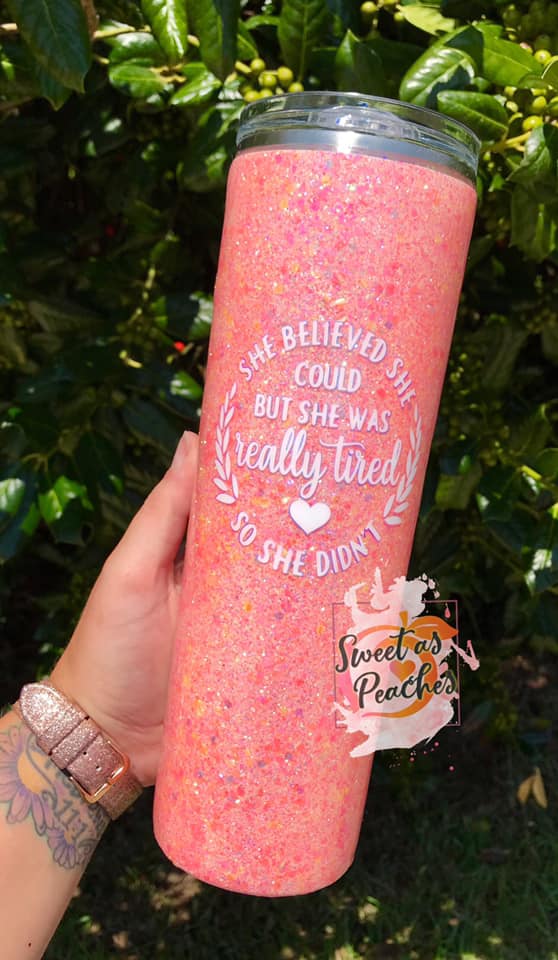 SHE BELIEVED SHE
COULD
BUT SHE WAS
really tired
SO SHE DIDN'T
Sweet as
Peaches